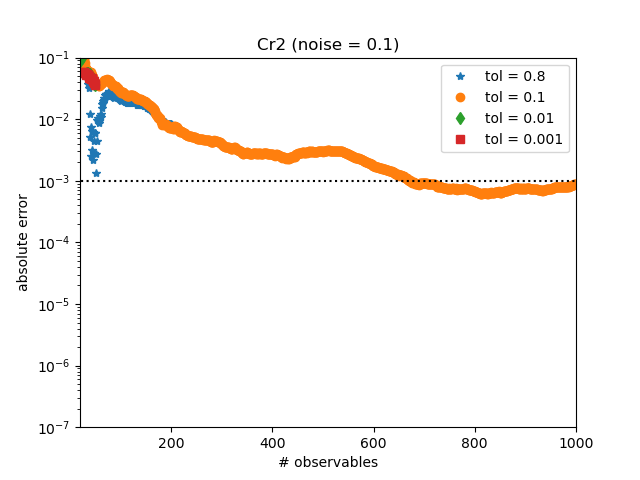 Cr2 (noise = 0.1)
tol = 0.8
tol = 0.1
tol = 0.01
tol = 0.001
absolute error
10⁻¹
10⁻²
10⁻³
10⁻⁴
10⁻⁵
10⁻⁶
10⁻⁷
200 400 600 800 1000
# observables